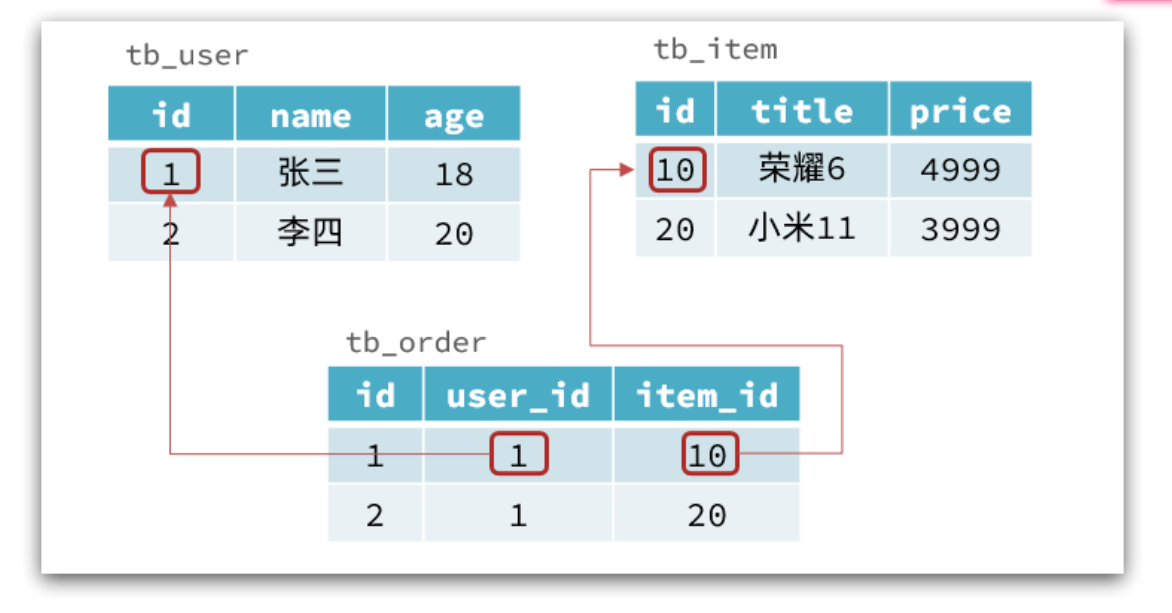 tb_user
id name age
1 张三 18
2 李四 20
tb_item
id title price
10 荣耀6 4999
20 小米11 3999
tb_order
id user_id item_id
1 1 10
2 1 20